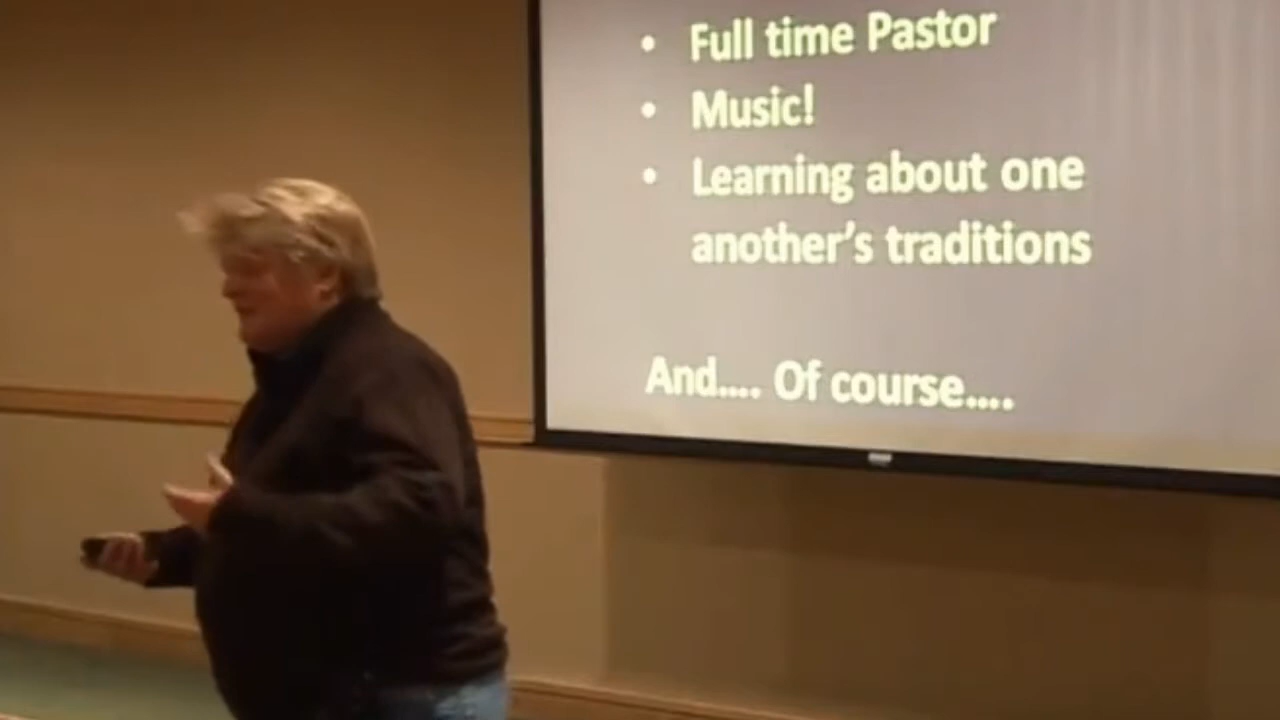 • Full time Pastor
• Music!
• Learning about one
another's traditions
And.... Of course....